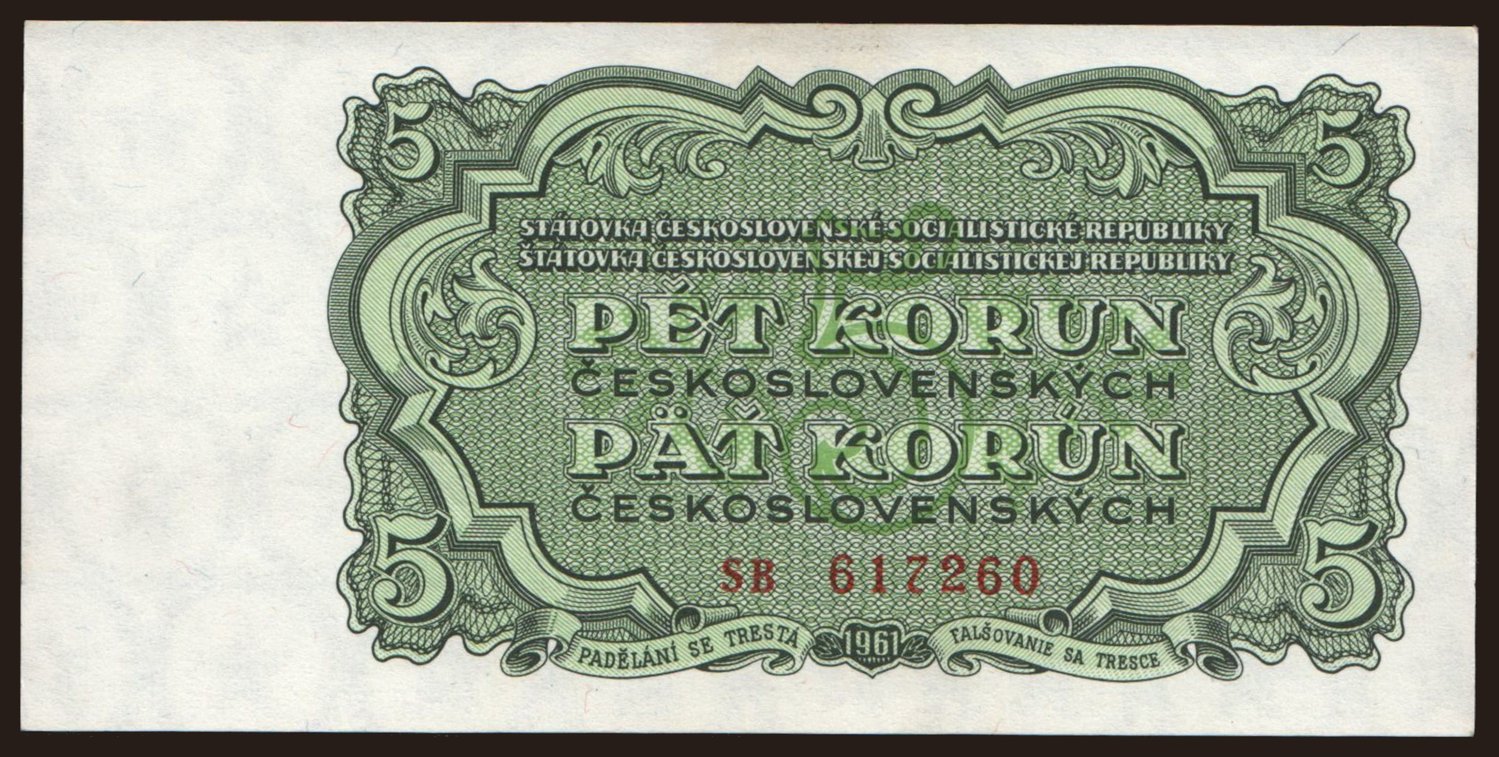 5 5
STÁTOVKA ČESKOSLOVENSKÉ SOCIALISTICKÉ REPUBLIKY
ŠTÁTOVKA ČESKOSLOVENSKEJ SOCIALISTICKEJ REPUBLIKY
PĚT KORUN
ČESKOSLOVENSKÝCH
PÄŤ KORÚN
ČESKOSLOVENSKÝCH
SB 617260
5 5
PADĚLÁNÍ SE TRESTÁ 1961 FALŠOVANIE SA TRESCE